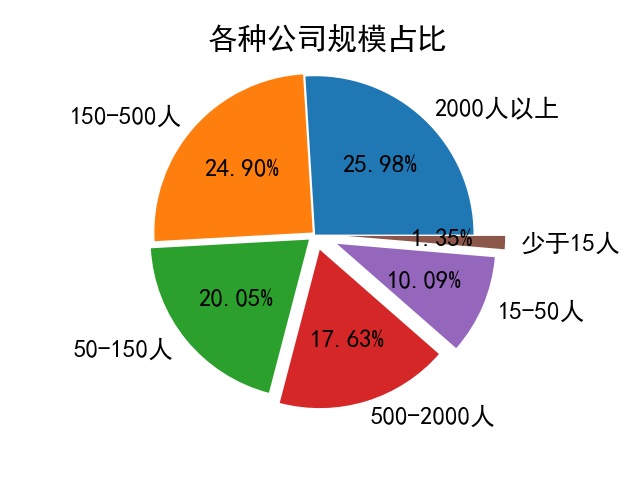 各种公司规模占比
2000人以上
25.98%
150-500人
24.90%
50-150人
20.05%
500-2000人
17.63%
15-50人
10.09%
少于15人
1.35%